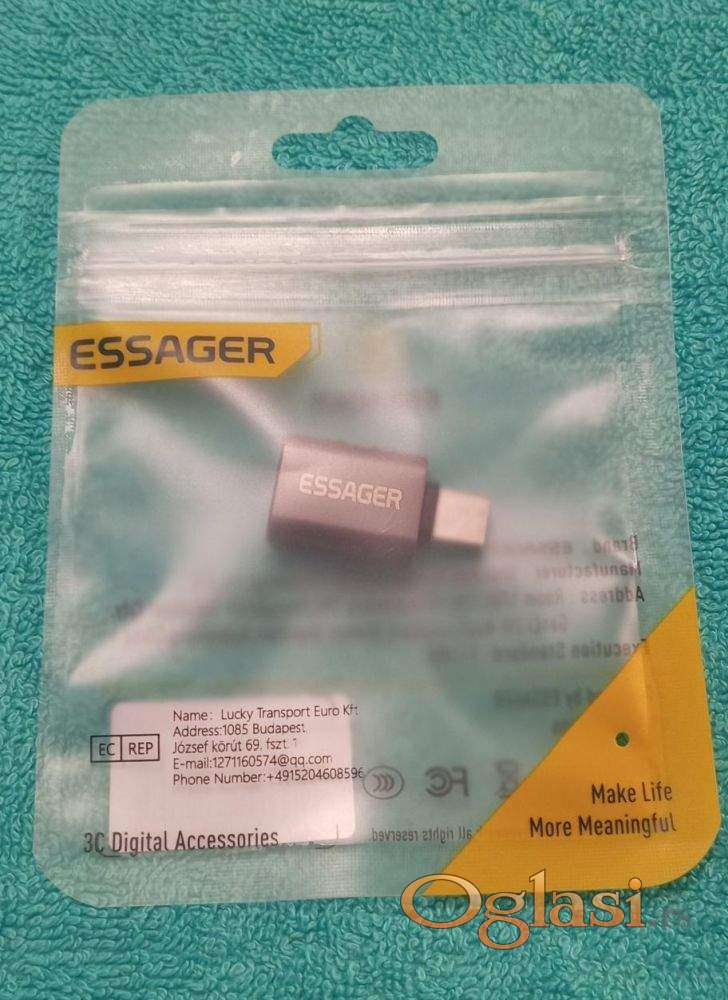 ESSAGER
ESSAGER
Brand
Manufacturer
Address
Execution Standard
EC REP
Name: Lucky Transport Euro Kft
Address:1085 Budapest
József körút 69. fszt. 1
E-mail:1271160574@qq.com
Phone Number:+4915204608596
FC
rights reserved.
3C Digital Accessories
Make Life
More Meaningful
Oglasi.rs